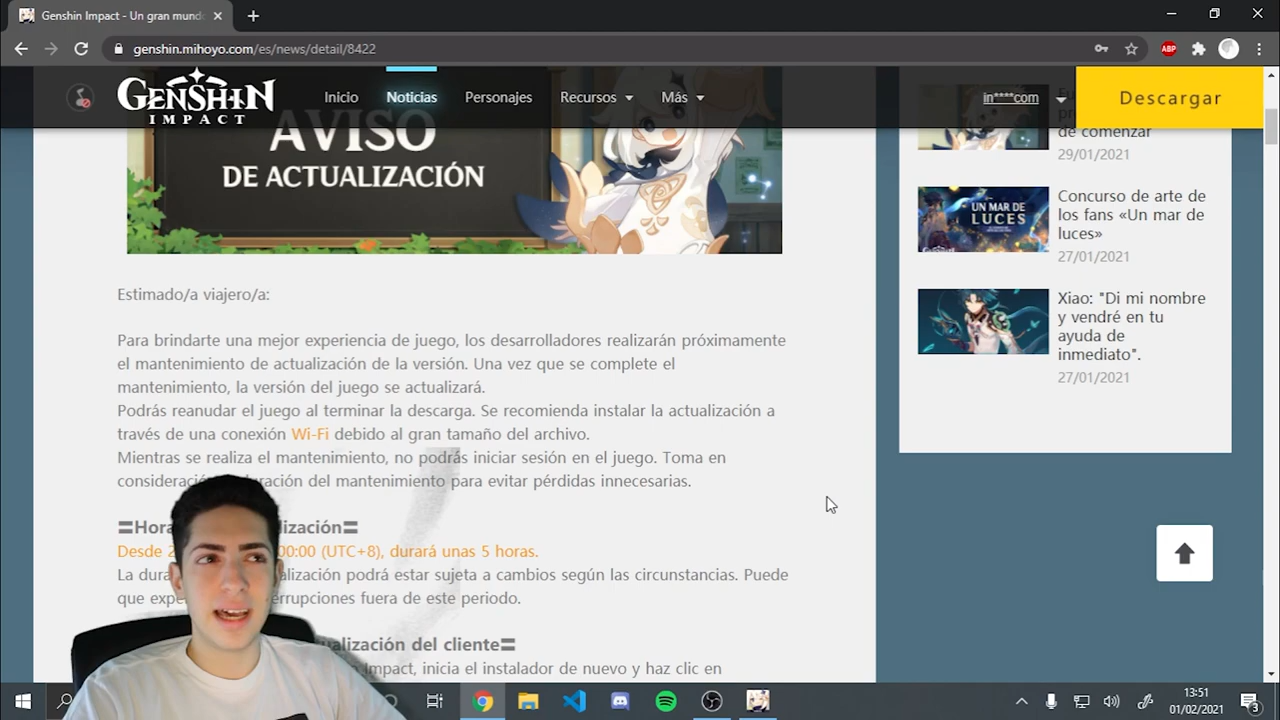 Genshin Impact - Un gran mundo
genshin.mihoyo.com/es/news/detail/8422
ABP
GENSHIN
IMPACT
Inicio
Noticias
Personajes
Recursos
Más
in****com
Descargar
AVISO
DE ACTUALIZACIÓN
de comenzar
29/01/2021
UN MAR DE
LUCES
Concurso de arte de
los fans «Un mar de
luces»
27/01/2021
Xiao: "Di mi nombre
y vendré en tu
ayuda de
inmediato".
27/01/2021
Estimado/a viajero/a:
Para brindarte una mejor experiencia de juego, los desarrolladores realizarán próximamente
el mantenimiento de actualización de la versión. Una vez que se complete el
mantenimiento, la versión del juego se actualizará.
Podrás reanudar el juego al terminar la descarga. Se recomienda instalar la actualización a
través de una conexión Wi-Fi debido al gran tamaño del archivo.
Mientras se realiza el mantenimiento, no podrás iniciar sesión en el juego. Toma en
duración del mantenimiento para evitar pérdidas innecesarias.
〓Hora
Desde 00:00 (UTC+8), durará unas 5 horas.
La podrá estar sujeta a cambios según las circunstancias. Puede
que fuera de este periodo.
del cliente〓
Impact, inicia el instalador de nuevo y haz clic en
13:51
01/02/2021
3